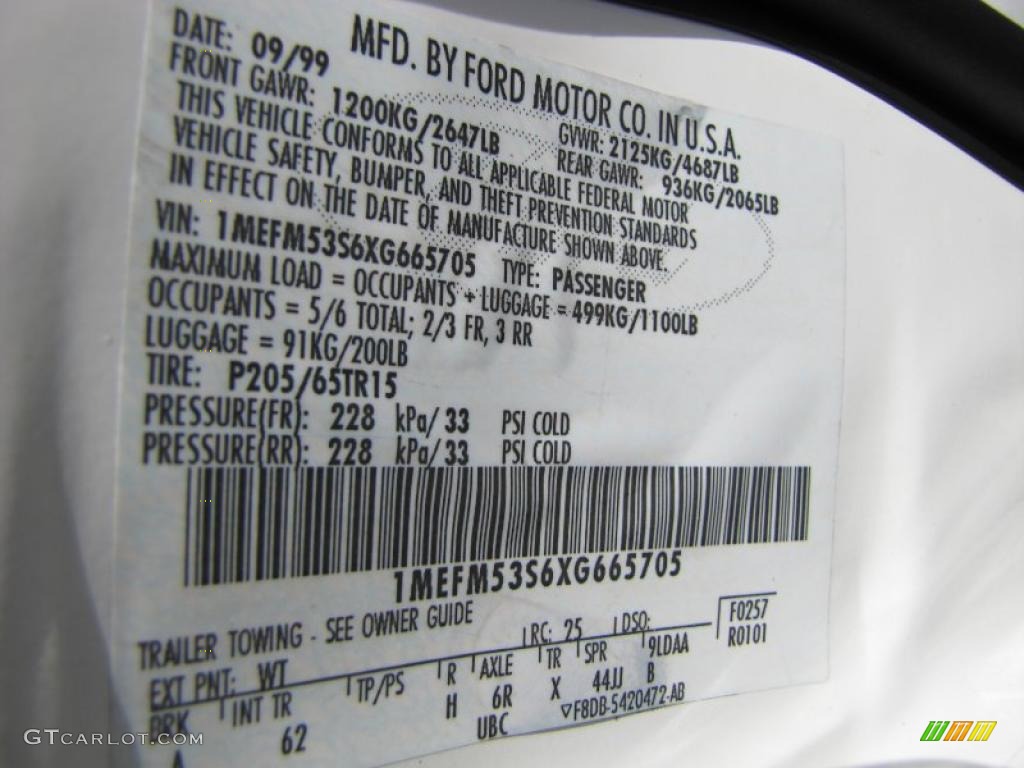 MFD. BY FORD MOTOR CO. IN U.S.A.
DATE: 09/99 GVWR: 2125KG/4687LB
FRONT GAWR: 1200KG/2647LB REAR GAWR: 936KG/2065LB
THIS VEHICLE CONFORMS TO ALL APPLICABLE FEDERAL MOTOR
VEHICLE SAFETY, BUMPER, AND THEFT PREVENTION STANDARDS
IN EFFECT ON THE DATE OF MANUFACTURE SHOWN ABOVE.
VIN: 1MEFM53S6XG665705 TYPE: PASSENGER
MAXIMUM LOAD = OCCUPANTS + LUGGAGE = 499KG/1100LB
OCCUPANTS = 5/6 TOTAL; 2/3 FR, 3 RR
LUGGAGE = 91KG/200LB
TIRE: P205/65TR15
PRESSURE(FR): 228 kPa/ 33 PSI COLD
PRESSURE(RR): 228 kPa/ 33 PSI COLD
1MEFM53S6XG665705
TRAILER TOWING - SEE OWNER GUIDE
F0257
R0101
EXT PNT: WT RC: 25 DSO:
BRK INT TR TP/PS R AXLE TR SPR 9LDAA
62 H 6R X 44JJ B
UBC ▽F8DB-5420472-AB
GTCARLOT.COM